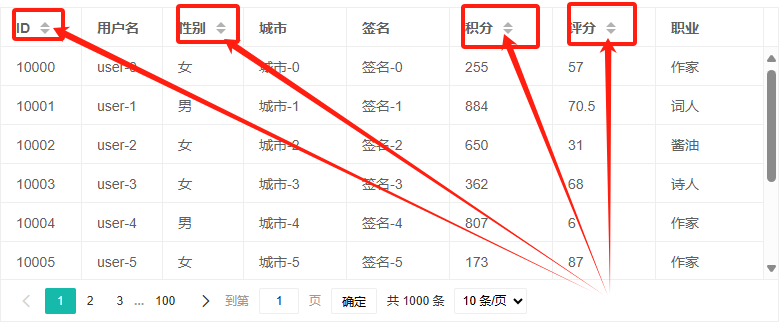 ID 用户名 性别 城市 签名 积分 评分 职业
10000 user-0 女 城市-0 签名-0 255 57 作家
10001 user-1 男 城市-1 签名-1 884 70.5 词人
10002 user-2 女 城市-2 签名-2 650 31 酱油
10003 user-3 女 城市-3 签名-3 362 68 诗人
10004 user-4 男 城市-4 签名-4 807 6 作家
10005 user-5 女 城市-5 签名-5 173 87 作家
1 2 3 … 100 到第 1 页 确定 共 1000 条 10 条/页